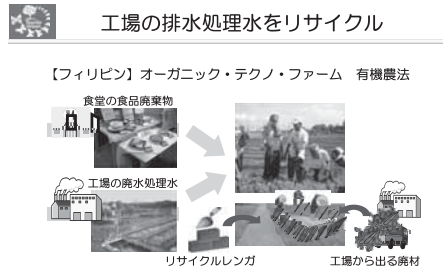 工場の排水処理水をリサイクル
【フィリピン】オーガニック・テクノ・ファーム　有機農法
食堂の食品廃棄物
工場の廃水処理水
リサイクルレンガ
工場から出る廃材